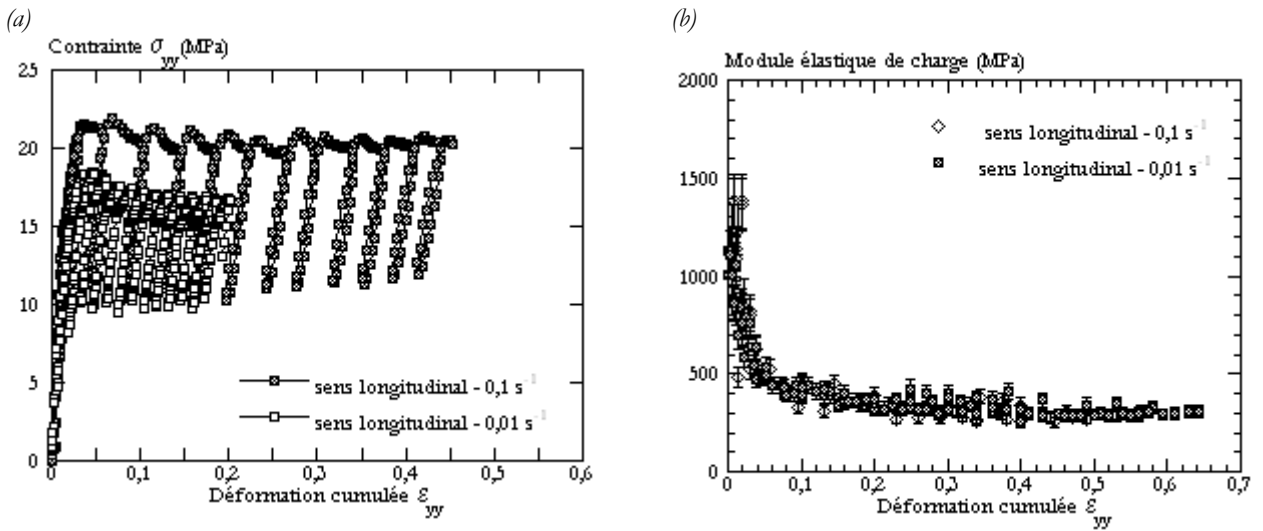 (a)
Contrainte σyy(MPa)
25
20
15
10
5
0
sens longitudinal - 0,1 s-1
sens longitudinal - 0,01 s-1
0 0,1 0,2 0,3 0,4 0,5 0,6
Déformation cumulée εyy
(b)
Module élastique de charge (MPa)
2000
1500
1000
500
0
sens longitudinal - 0,1 s-1
sens longitudinal - 0,01 s-1
0 0,1 0,2 0,3 0,4 0,5 0,6 0,7
Déformation cumulée εyy